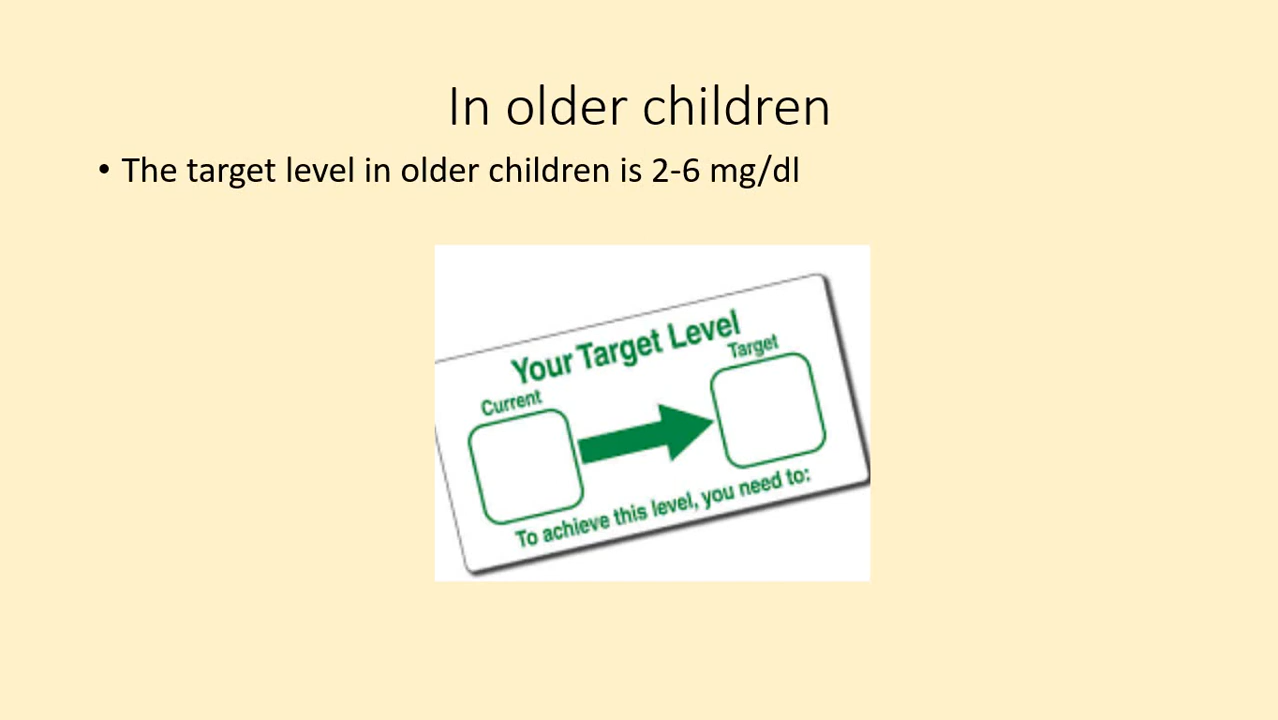 In older children
• The target level in older children is 2-6 mg/dl
Your Target Level
Current
Target
To achieve this level, you need to: